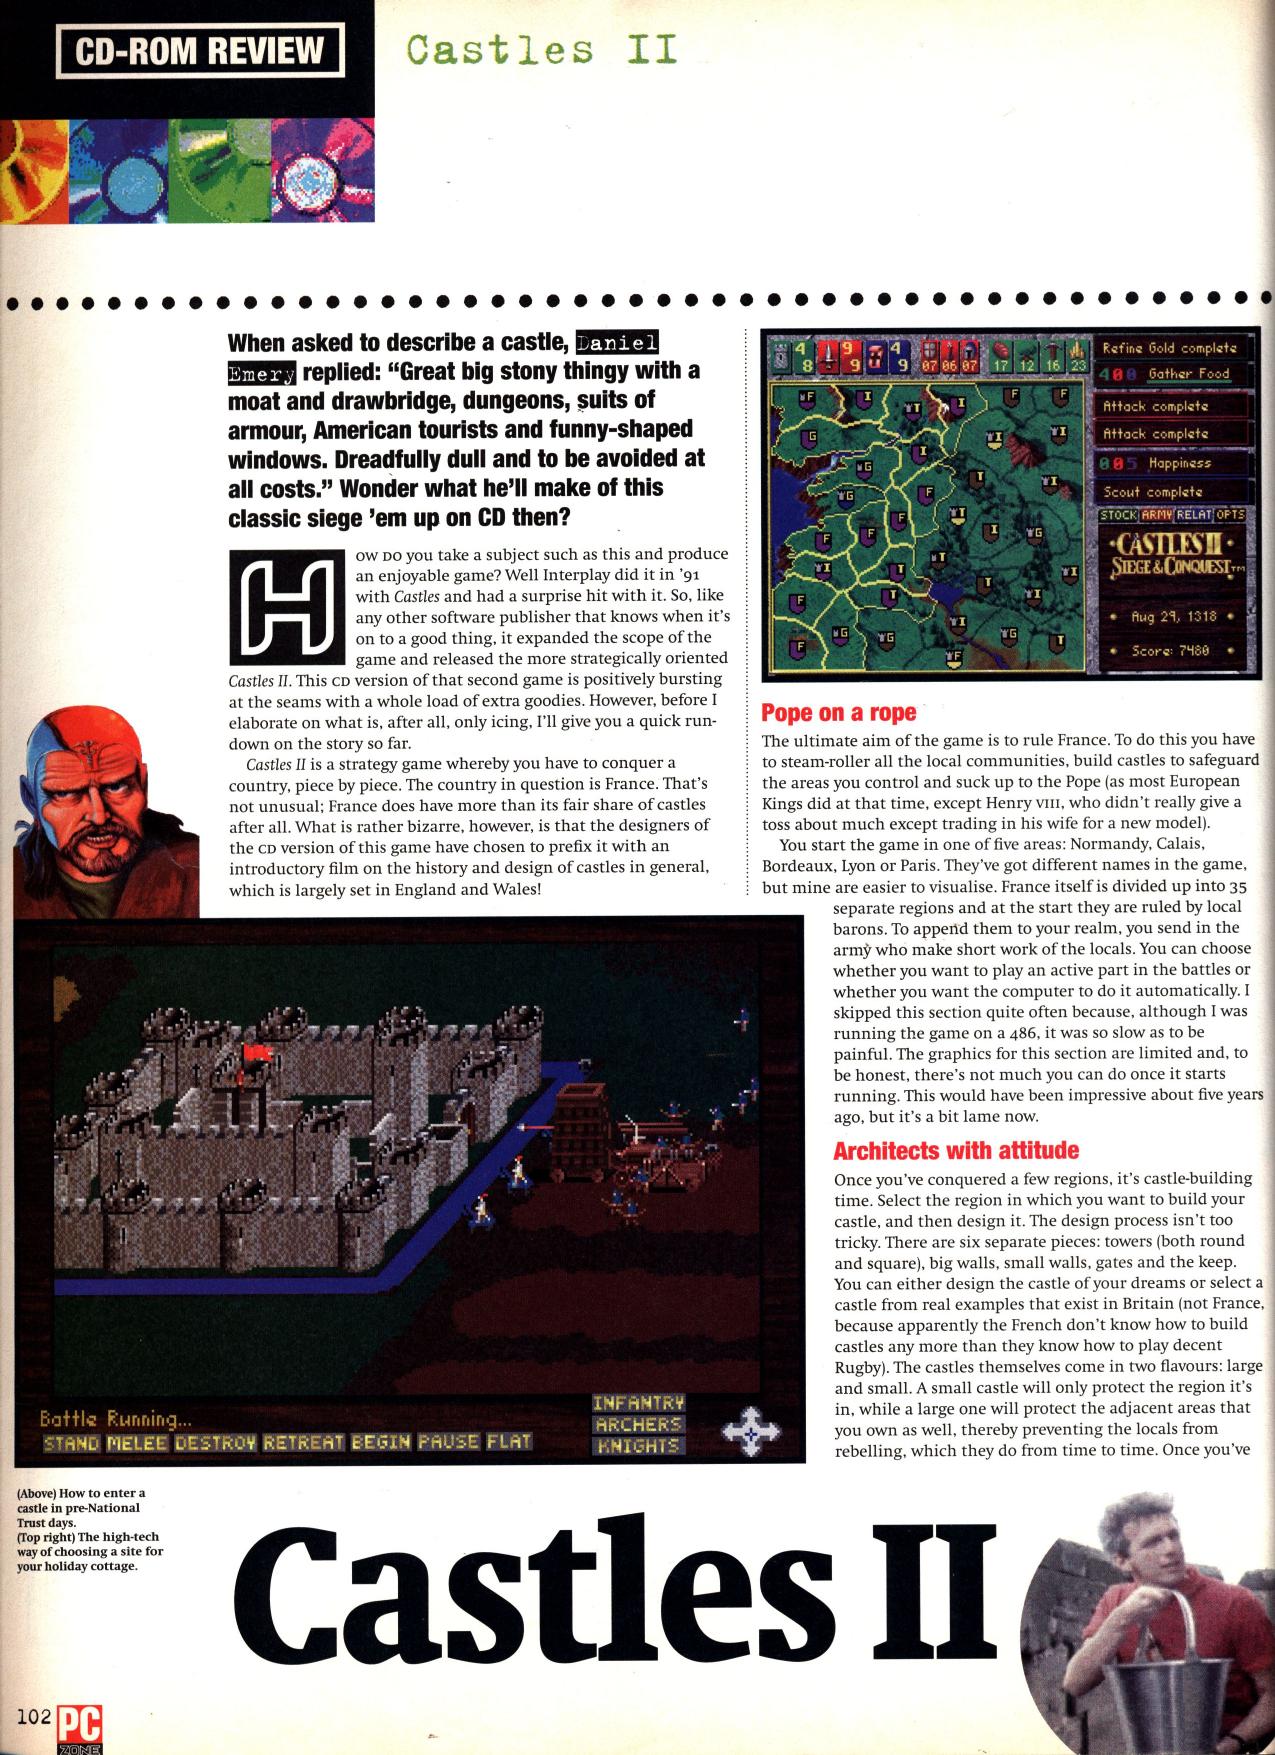 CD-ROM REVIEW
Castles II
When asked to describe a castle, Daniel
Emery replied: “Great big stony thingy with a
moat and drawbridge, dungeons, suits of
armour, American tourists and funny-shaped
windows. Dreadfully dull and to be avoided at
all costs.” Wonder what he’ll make of this
classic siege ’em up on CD then?
HOW DO you take a subject such as this and produce
an enjoyable game? Well Interplay did it in ’91
with Castles and had a surprise hit with it. So, like
any other software publisher that knows when it’s
on to a good thing, it expanded the scope of the
game and released the more strategically oriented
Castles II. This CD version of that second game is positively bursting
at the seams with a whole load of extra goodies. However, before I
elaborate on what is, after all, only icing, I’ll give you a quick run-
down on the story so far.
Castles II is a strategy game whereby you have to conquer a
country, piece by piece. The country in question is France. That’s
not unusual; France does have more than its fair share of castles
after all. What is rather bizarre, however, is that the designers of
the CD version of this game have chosen to prefix it with an
introductory film on the history and design of castles in general,
which is largely set in England and Wales!
4 8 9 9 4 9 07 06 07 17 12 16 23
Refine Gold complete
400 Gather Food
Attack complete
Attack complete
005 Happiness
Scout complete
STOCK ARMY RELAT OPTS
CASTLES II
SIEGE & CONQUEST TM
Aug 29, 1318
Score: 7480
Pope on a rope
The ultimate aim of the game is to rule France. To do this you have
to steam-roller all the local communities, build castles to safeguard
the areas you control and suck up to the Pope (as most European
Kings did at that time, except Henry VIII, who didn’t really give a
toss about much except trading in his wife for a new model).
You start the game in one of five areas: Normandy, Calais,
Bordeaux, Lyon or Paris. They’ve got different names in the game,
but mine are easier to visualise. France itself is divided up into 35
separate regions and at the start they are ruled by local
barons. To append them to your realm, you send in the
army who make short work of the locals. You can choose
whether you want to play an active part in the battles or
whether you want the computer to do it automatically. I
skipped this section quite often because, although I was
running the game on a 486, it was so slow as to be
painful. The graphics for this section are limited and, to
be honest, there’s not much you can do once it starts
running. This would have been impressive about five years
ago, but it’s a bit lame now.
Architects with attitude
Once you’ve conquered a few regions, it’s castle-building
time. Select the region in which you want to build your
castle, and then design it. The design process isn’t too
tricky. There are six separate pieces: towers (both round
and square), big walls, small walls, gates and the keep.
You can either design the castle of your dreams or select a
castle from real examples that exist in Britain (not France,
because apparently the French don’t know how to build
castles any more than they know how to play decent
Rugby). The castles themselves come in two flavours: large
and small. A small castle will only protect the region it’s
in, while a large one will protect the adjacent areas that
you own as well, thereby preventing the locals from
rebelling, which they do from time to time. Once you’ve
Battle Running...
STAND MELEE DESTROY RETREAT BEGIN PAUSE FLAT
INFANTRY
ARCHERS
KNIGHTS
(Above) How to enter a
castle in pre-National
Trust days.
(Top right) The high-tech
way of choosing a site for
your holiday cottage.
Castles II
102 PC
ZONE